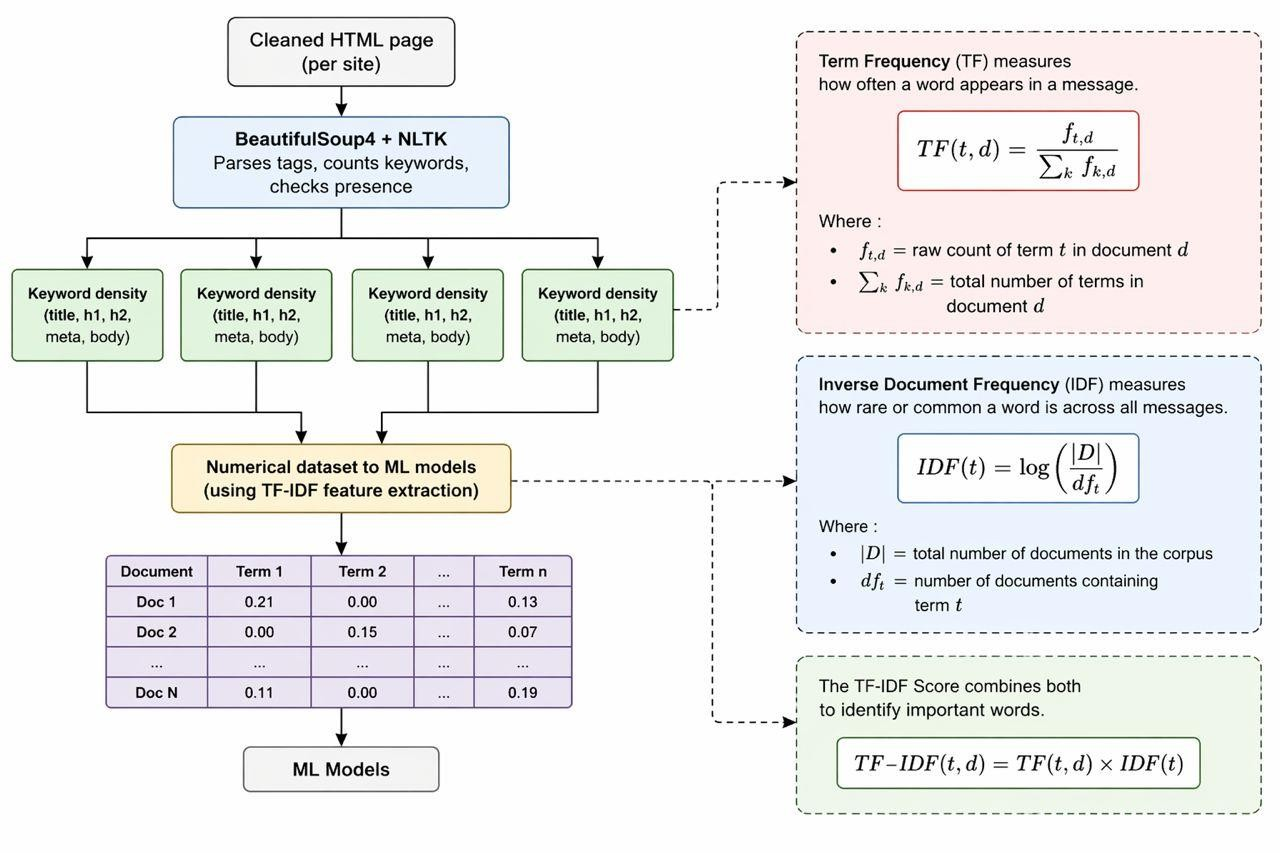 Cleaned HTML page
(per site)
BeautifulSoup4 + NLTK
Parses tags, counts keywords,
checks presence
Keyword density
(title, h1, h2,
meta, body)
Keyword density
(title, h1, h2,
meta, body)
Keyword density
(title, h1, h2,
meta, body)
Keyword density
(title, h1, h2,
meta, body)
Numerical dataset to ML models
(using TF-IDF feature extraction)
Document Term 1 Term 2 ... Term n
Doc 1 0.21 0.00 ... 0.13
Doc 2 0.00 0.15 ... 0.07
... ... ... ... ...
Doc N 0.11 0.00 ... 0.19
ML Models
Term Frequency (TF) measures
how often a word appears in a message.
TF(t, d) = f_{t,d} / ∑_k f_{k,d}
Where :
• f_{t,d} = raw count of term t in document d
• ∑_k f_{k,d} = total number of terms in
document d
Inverse Document Frequency (IDF) measures
how rare or common a word is across all messages.
IDF(t) = log(|D| / df_t)
Where :
• |D| = total number of documents in the corpus
• df_t = number of documents containing
term t
The TF-IDF Score combines both
to identify important words.
TF–IDF(t, d) = TF(t, d) × IDF(t)